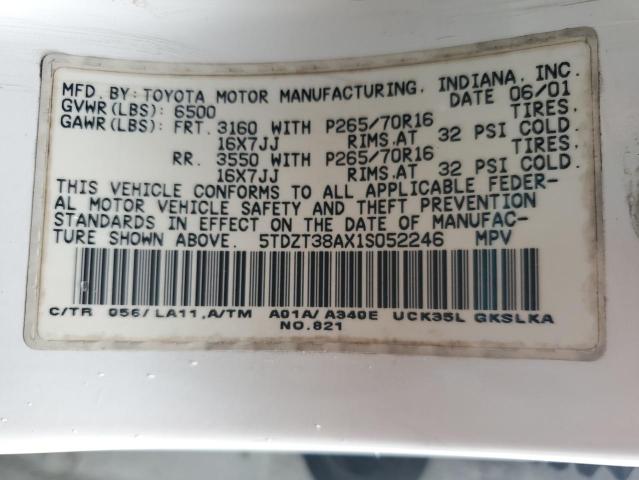 MFD. BY: TOYOTA MOTOR MANUFACTURING, INDIANA, INC.
GVWR(LBS): 6500 DATE 06/01
GAWR(LBS): FRT. 3160 WITH P265/70R16 TIRES,
16X7JJ RIMS,AT 32 PSI COLD.
RR. 3550 WITH P265/70R16 TIRES,
16X7JJ RIMS,AT 32 PSI COLD.
THIS VEHICLE CONFORMS TO ALL APPLICABLE FEDER-
AL MOTOR VEHICLE SAFETY AND THEFT PREVENTION
STANDARDS IN EFFECT ON THE DATE OF MANUFAC-
TURE SHOWN ABOVE. 5TDZT38AX1S052246 MPV
C/TR 056/LA11,A/TM A01A/A340E UCK35L GKSLKA
NO.821